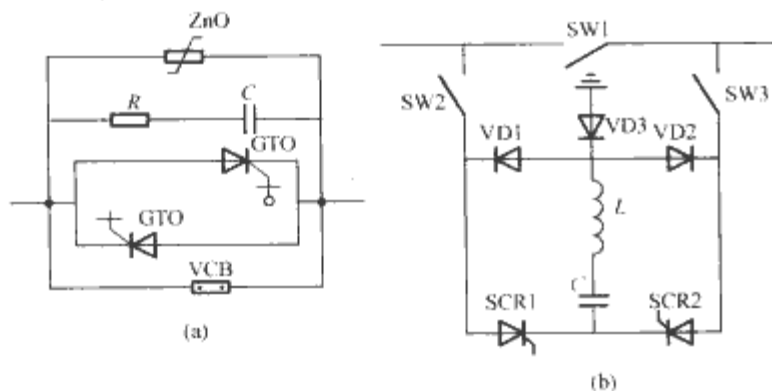 ZnO
R
C
GTO
GTO
VCB
(a)
SW1
SW2
SW3
VD3
VD1
VD2
L
C
SCR1
SCR2
(b)